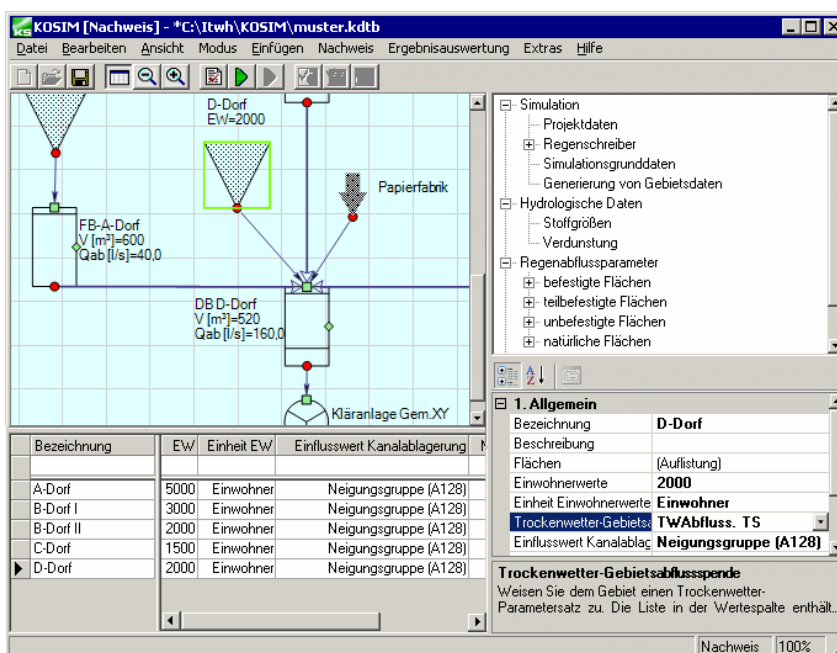 KOSIM [Nachweis] - *C:\Itwh\KOSIM\muster.kdtb
Datei Bearbeiten Ansicht Modus Einfügen Nachweis Ergebnisauswertung Extras Hilfe
D-Dorf
EW=2000
Papierfabrik
FB-A-Dorf
V [m³]=600
Qab [l/s]=40,0
DB D-Dorf
V [m³]=520
Qab [l/s]=160,0
Kläranlage Gem.XY
Simulation
Projektdaten
Regenschreiber
Simulationsgrunddaten
Generierung von Gebietsdaten
Hydrologische Daten
Stoffgrößen
Verdunstung
Regenabflussparameter
befestigte Flächen
teilbefestigte Flächen
unbefestigte Flächen
natürliche Flächen
Bezeichnung EW Einheit EW Einflusswert Kanalablagerung
A-Dorf 5000 Einwohner Neigungsgruppe (A128)
B-Dorf I 3000 Einwohner Neigungsgruppe (A128)
B-Dorf II 2000 Einwohner Neigungsgruppe (A128)
C-Dorf 1500 Einwohner Neigungsgruppe (A128)
D-Dorf 2000 Einwohner Neigungsgruppe (A128)
1. Allgemein
Bezeichnung D-Dorf
Beschreibung
Flächen (Auflistung)
Einwohnerwerte 2000
Einheit Einwohnerwerte Einwohner
Trockenwetter-Gebietsa TWAbfluss. TS
Einflusswert Kanalablag Neigungsgruppe (A128)
Trockenwetter-Gebietsabflussspende
Weisen Sie dem Gebiet einen Trockenwetter-
Parametersatz zu. Die Liste in der Wertespalte enthält...
Nachweis 100%